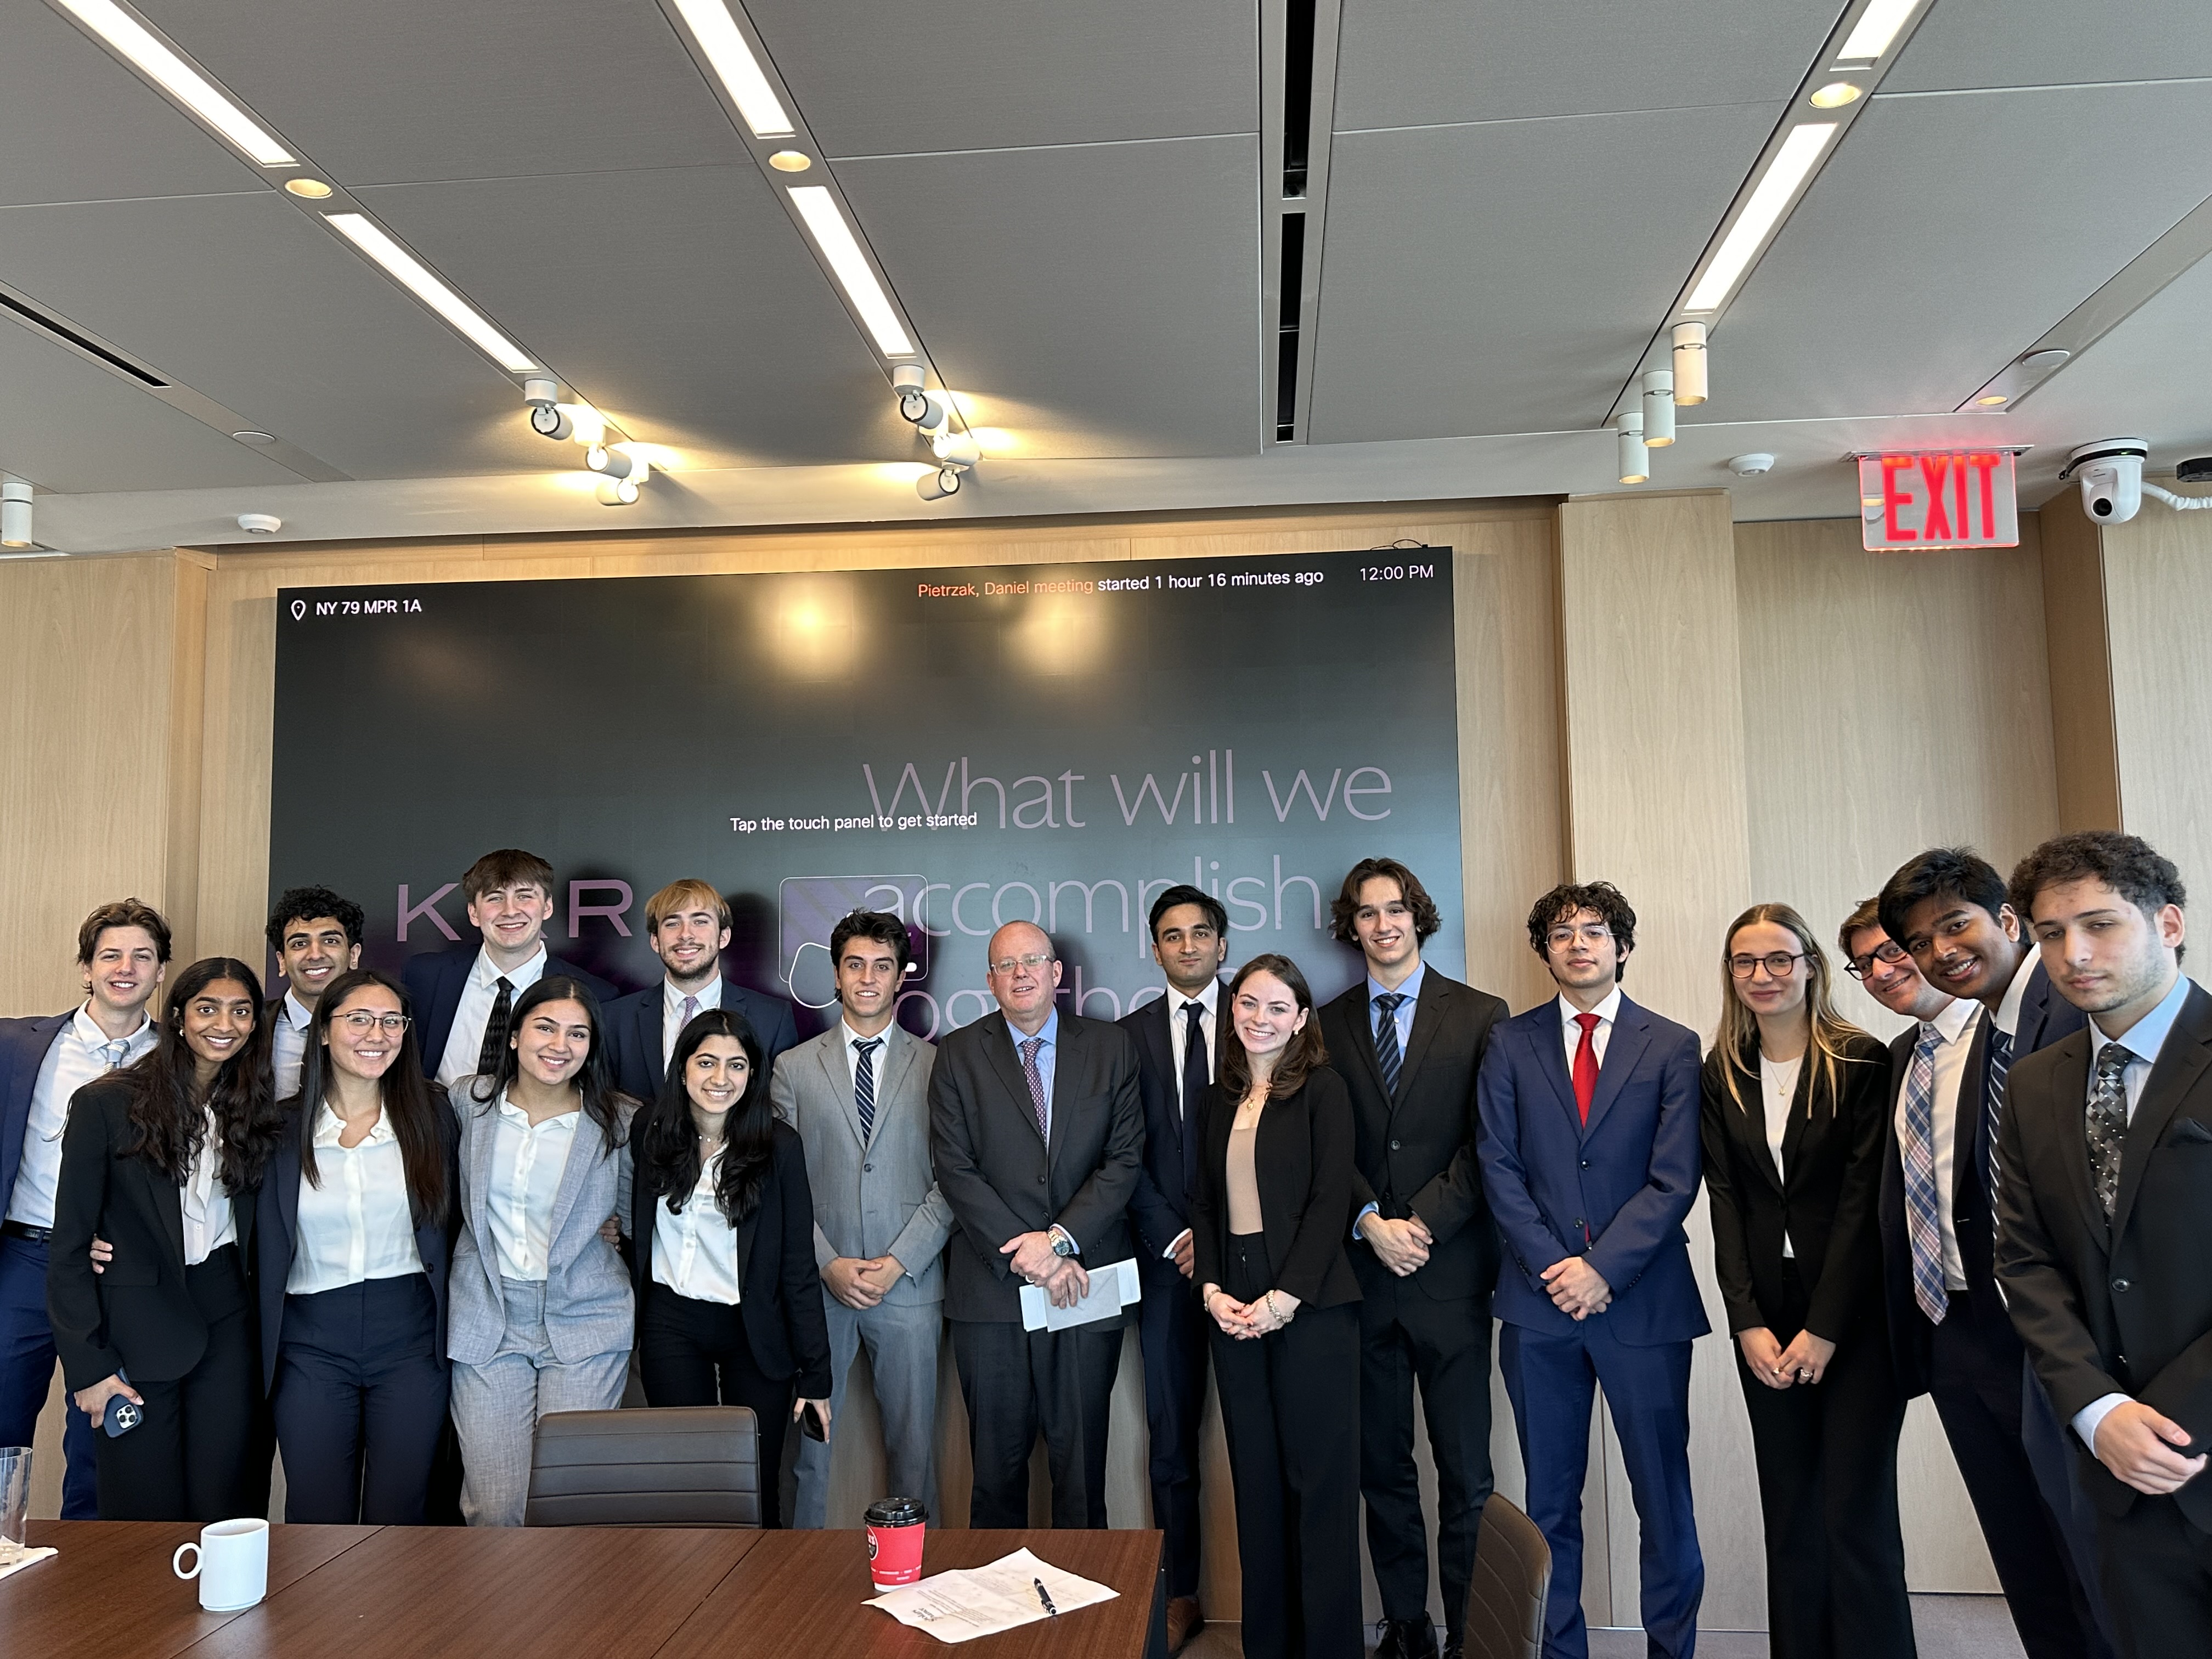 EXIT
NY 79 MPR 1A
Pietrzak, Daniel meeting started 1 hour 16 minutes ago
12:00 PM
What will we
Tap the touch panel to get started
accomplish
K R